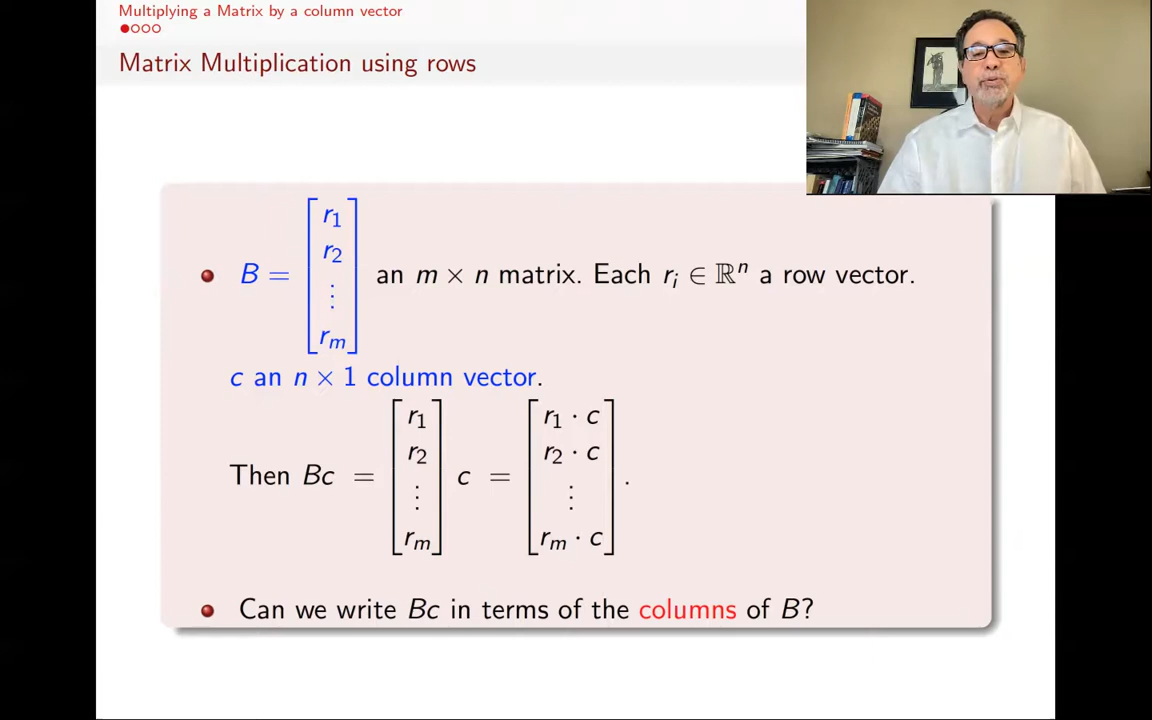 Multiplying a Matrix by a column vector
Matrix Multiplication using rows
B = [r₁ r₂ ⋮ rₘ] an m × n matrix. Each rᵢ ∈ ℝⁿ a row vector.
c an n × 1 column vector.
Then Bc = [r₁ r₂ ⋮ rₘ] c = [r₁ · c r₂ · c ⋮ rₘ · c].
Can we write Bc in terms of the columns of B?